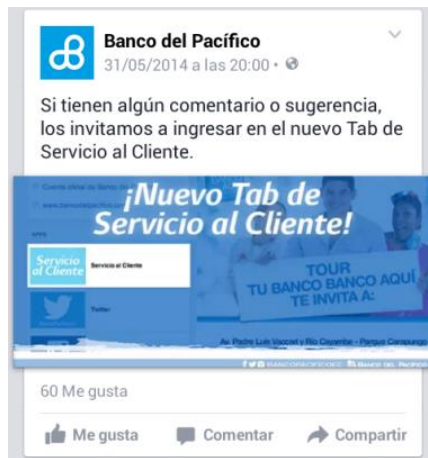 Banco del Pacífico
31/05/2014 a las 20:00 •
Si tienen algún comentario o sugerencia,
los invitamos a ingresar en el nuevo Tab de
Servicio al Cliente.
¡Nuevo Tab de
Servicio al Cliente!
APPS
Servicio
al Cliente
Servicio al Cliente
Twitter
TOUR
TU BANCO BANCO AQUÍ
TE INVITA A:
60 Me gusta
Me gusta
Comentar
Compartir